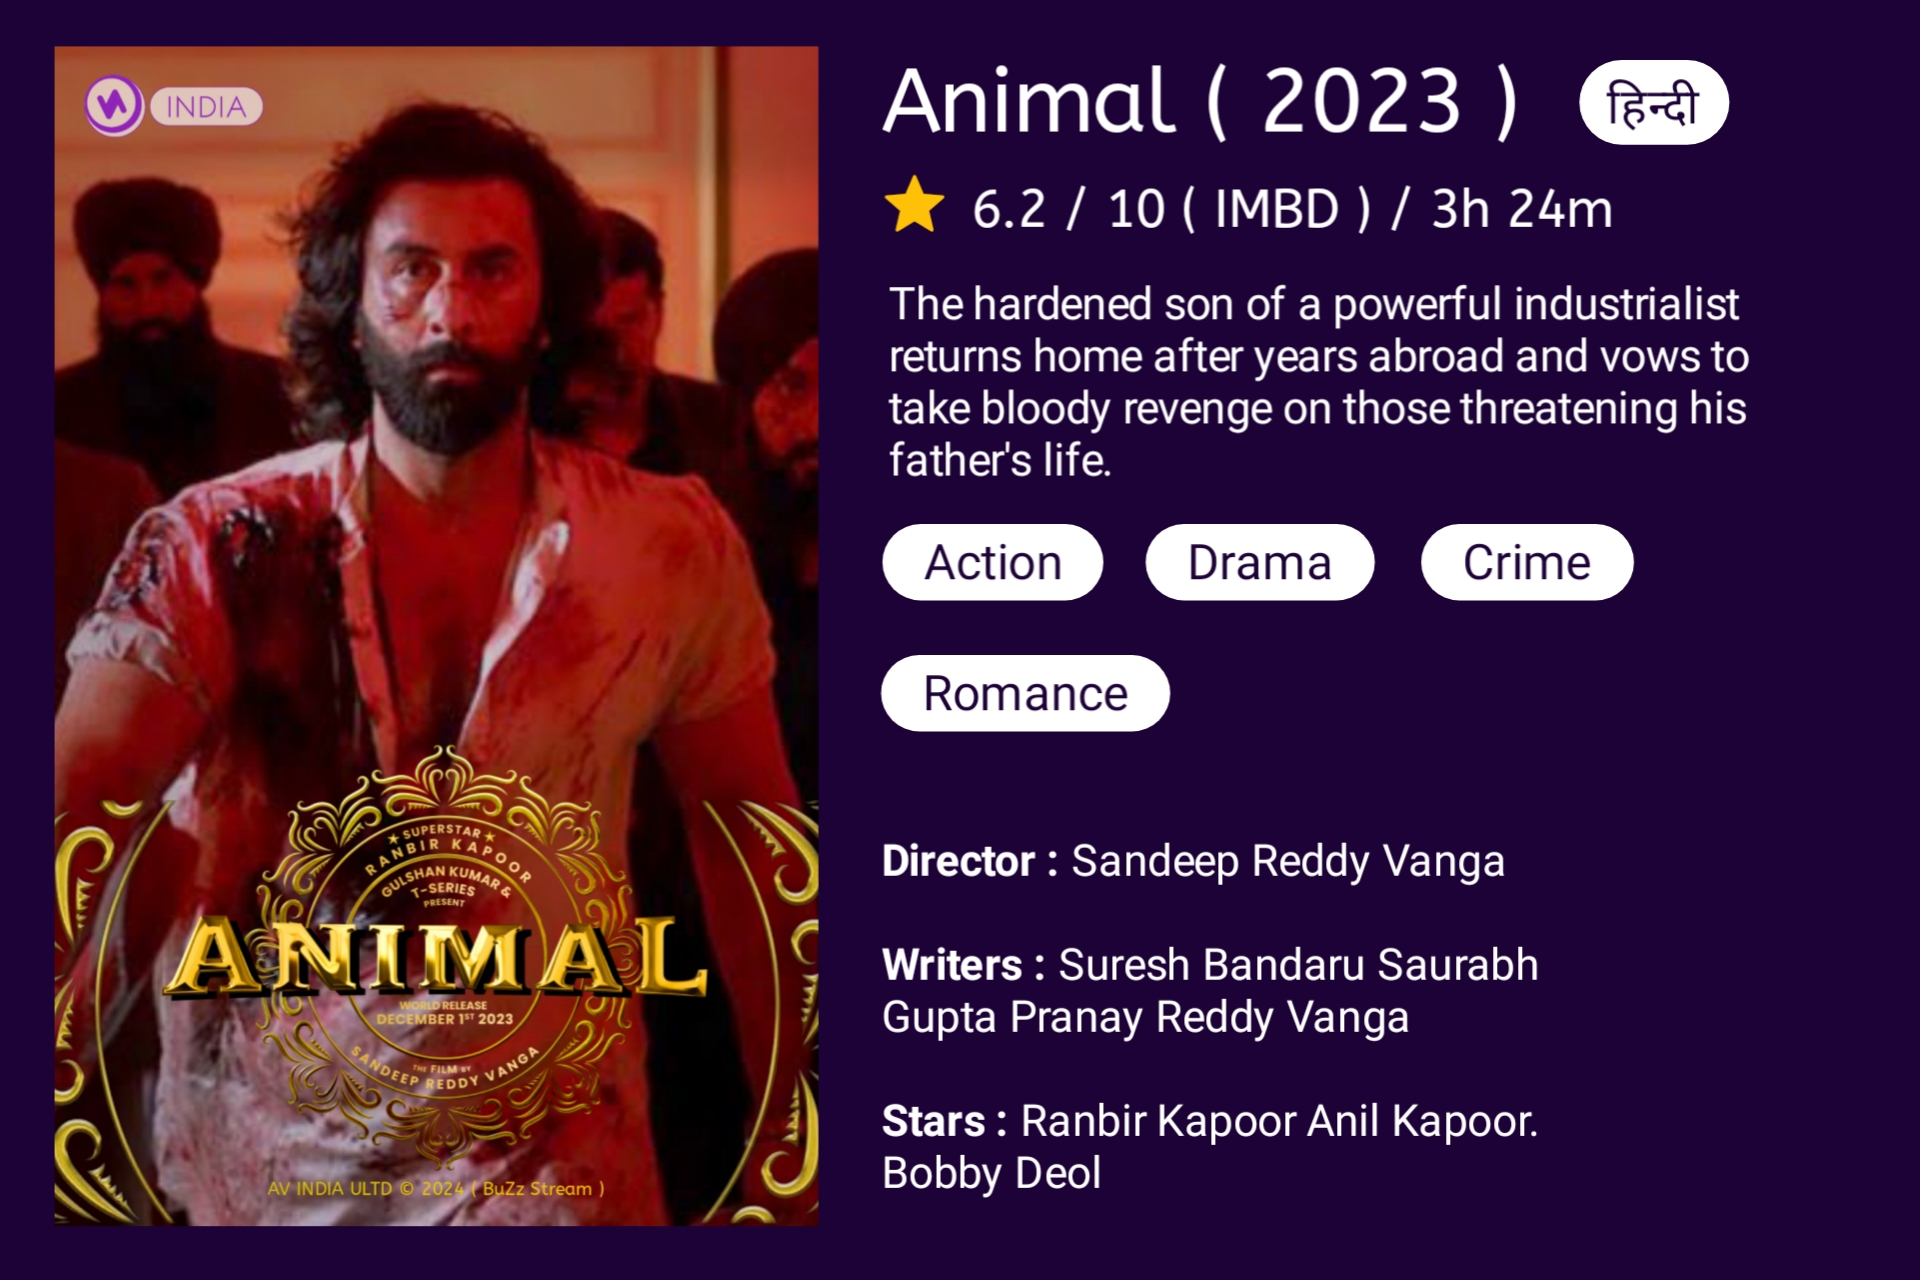 INDIA
★ SUPERSTAR ★
RANBIR KAPOOR
GULSHAN KUMAR &
T-SERIES
PRESENT
ANIMAL
WORLD RELEASE
DECEMBER 1ST 2023
THE FILM BY
SANDEEP REDDY VANGA
AV INDIA ULTD © 2024 ( BuZz Stream )
Animal ( 2023 )
हिन्दी
6.2 / 10 ( IMBD ) / 3h 24m
The hardened son of a powerful industrialist
returns home after years abroad and vows to
take bloody revenge on those threatening his
father's life.
Action
Drama
Crime
Romance
Director : Sandeep Reddy Vanga
Writers : Suresh Bandaru Saurabh
Gupta Pranay Reddy Vanga
Stars : Ranbir Kapoor Anil Kapoor.
Bobby Deol